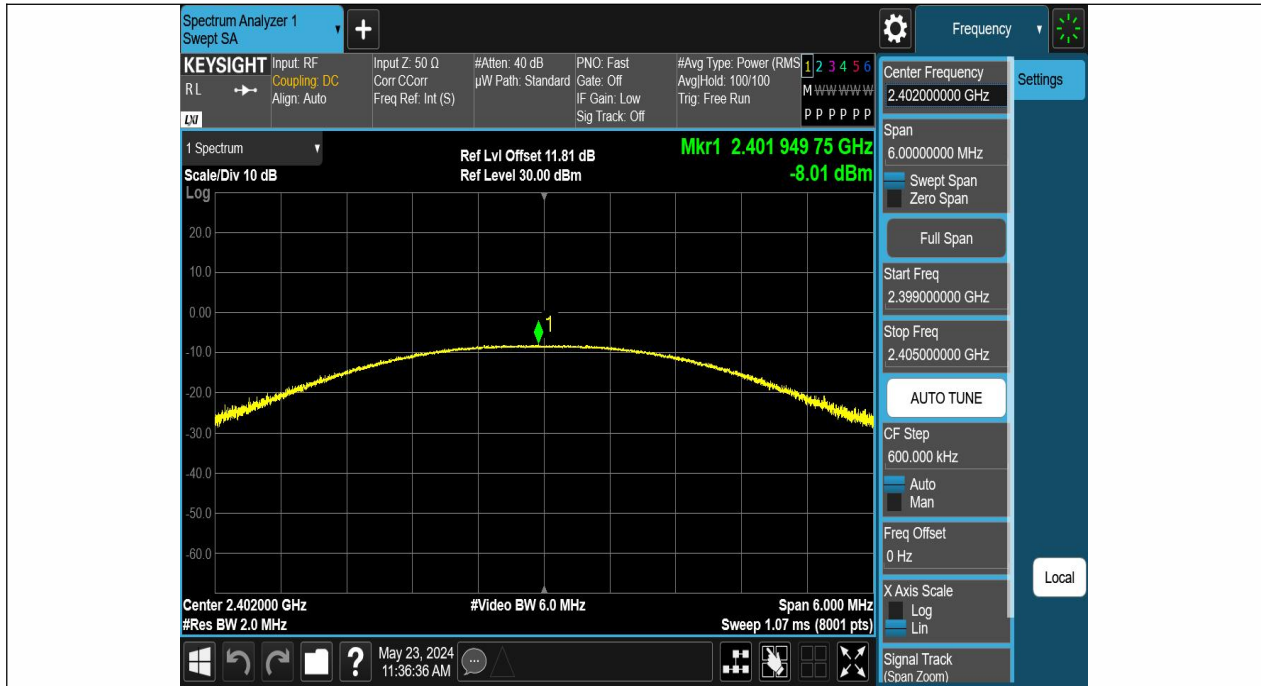 Spectrum Analyzer 1
Swept SA
+
Frequency
KEYSIGHT
RL
LXI
Input: RF
Coupling: DC
Align: Auto
Input Z: 50 Ω
Corr CCorr
Freq Ref: Int (S)
#Atten: 40 dB
µW Path: Standard
PNO: Fast
Gate: Off
IF Gain: Low
Sig Track: Off
#Avg Type: Power (RMS
Avg|Hold: 100/100
Trig: Free Run
1 2 3 4 5 6
M W W W W W
P P P P P P
Center Frequency
2.402000000 GHz
Settings
Span
6.00000000 MHz
Swept Span
Zero Span
Full Span
Start Freq
2.399000000 GHz
Stop Freq
2.405000000 GHz
AUTO TUNE
CF Step
600.000 kHz
Auto
Man
Freq Offset
0 Hz
X Axis Scale
Log
Lin
Signal Track
(Span Zoom)
Local
1 Spectrum
Scale/Div 10 dB
Log
Ref Lvl Offset 11.81 dB
Ref Level 30.00 dBm
Mkr1 2.401 949 75 GHz
-8.01 dBm
20.0
10.0
0.00
-10.0
-20.0
-30.0
-40.0
-50.0
-60.0
1
Center 2.402000 GHz
#Res BW 2.0 MHz
#Video BW 6.0 MHz
Span 6.000 MHz
Sweep 1.07 ms (8001 pts)
?
May 23, 2024
11:36:36 AM